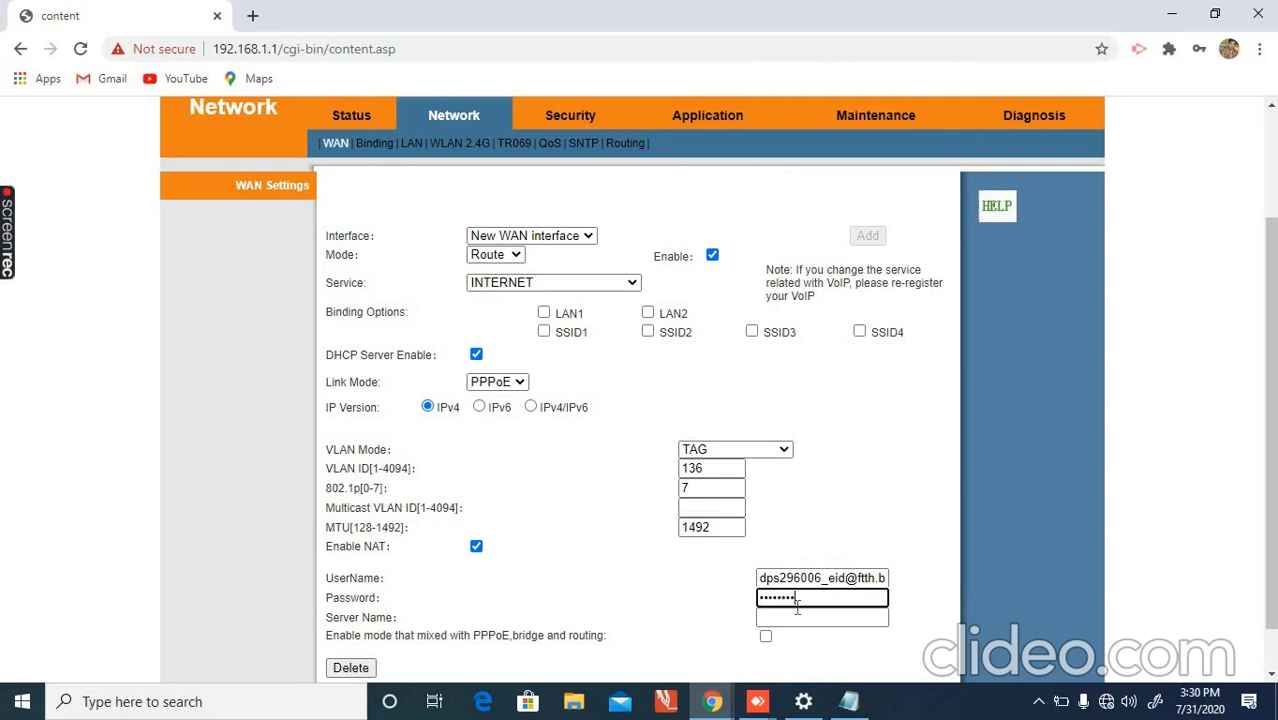 content
Not secure | 192.168.1.1/cgi-bin/content.asp
Apps Gmail YouTube Maps
Network Status Network Security Application Maintenance Diagnosis
| WAN | Binding | LAN | WLAN 2.4G | TR069 | QoS | SNTP | Routing |
WAN Settings
HELP
Interface: New WAN interface Add
Mode: Route Enable:
Service: INTERNET
Note: If you change the service
related with VoIP, please re-register
your VoIP
Binding Options: LAN1 LAN2
SSID1 SSID2 SSID3 SSID4
DHCP Server Enable:
Link Mode: PPPoE
IP Version: IPv4 IPv6 IPv4/IPv6
VLAN Mode: TAG
VLAN ID[1-4094]: 136
802.1p[0-7]: 7
Multicast VLAN ID[1-4094]:
MTU[128-1492]: 1492
Enable NAT:
UserName: dps296006_eid@ftth.b
Password: ••••••••
Server Name:
Enable mode that mixed with PPPoE,bridge and routing:
Delete
screen rec
clideo.com
Type here to search
3:30 PM
7/31/2020